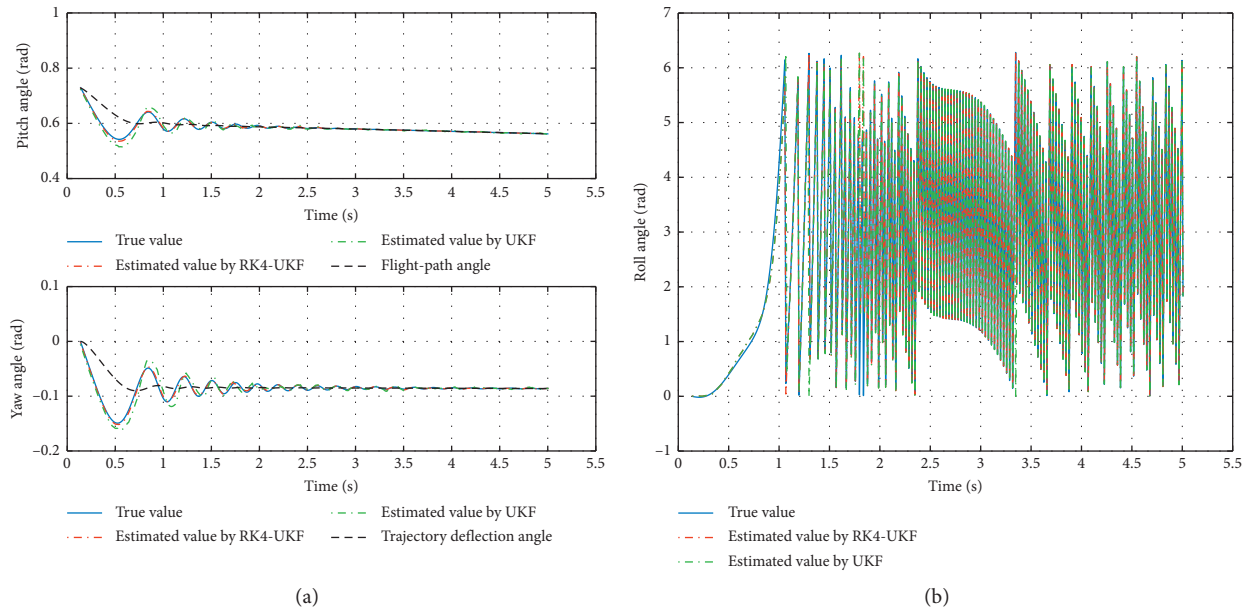 1
0.8
0.6
0.4
Pitch angle (rad)
0 0.5 1 1.5 2 2.5 3 3.5 4 4.5 5 5.5
Time (s)
True value
Estimated value by RK4-UKF
Estimated value by UKF
Flight-path angle
0.1
0
–0.1
–0.2
Yaw angle (rad)
0 0.5 1 1.5 2 2.5 3 3.5 4 4.5 5 5.5
Time (s)
True value
Estimated value by RK4-UKF
Estimated value by UKF
Trajectory deflection angle
(a)
7
6
5
4
3
2
1
0
–1
Roll angle (rad)
0 0.5 1 1.5 2 2.5 3 3.5 4 4.5 5 5.5
Time (s)
True value
Estimated value by RK4-UKF
Estimated value by UKF
(b)